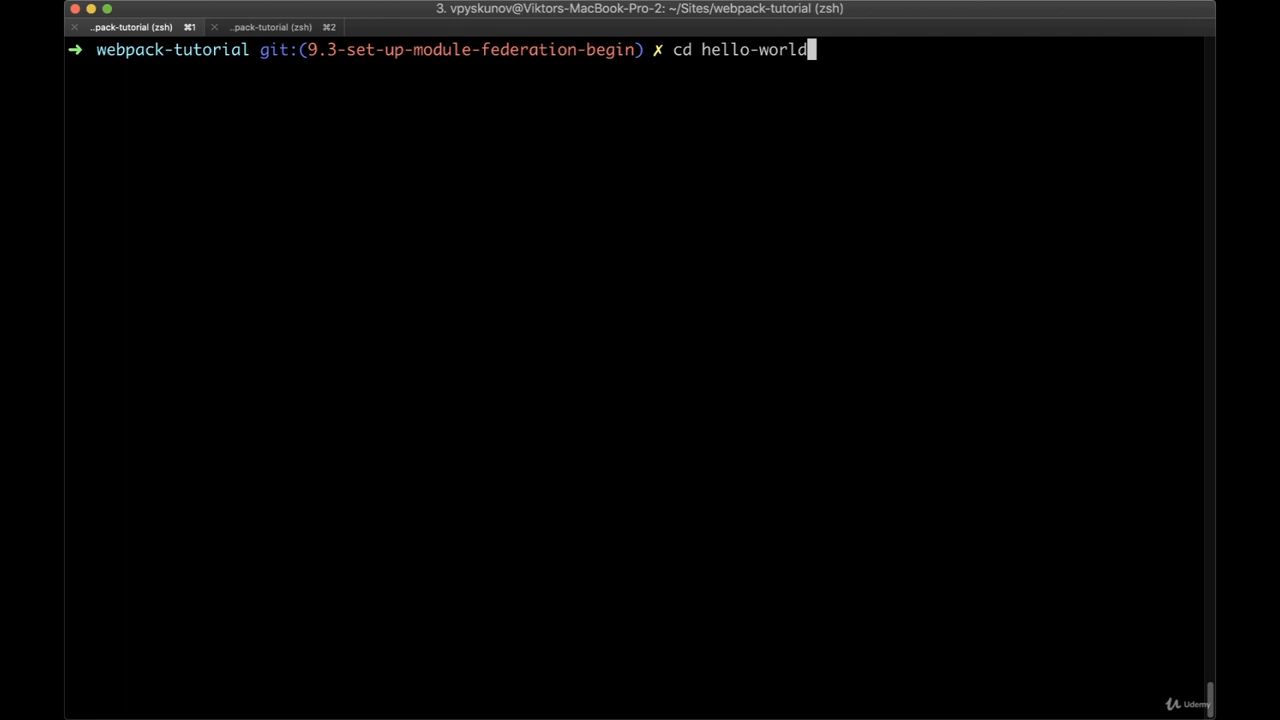 3. vpyskunov@Viktors-MacBook-Pro-2: ~/Sites/webpack-tutorial (zsh)
..pack-tutorial (zsh) ⌘1 ..pack-tutorial (zsh) ⌘2
➜ webpack-tutorial git:(9.3-set-up-module-federation-begin) ✗ cd hello-world
Udemy